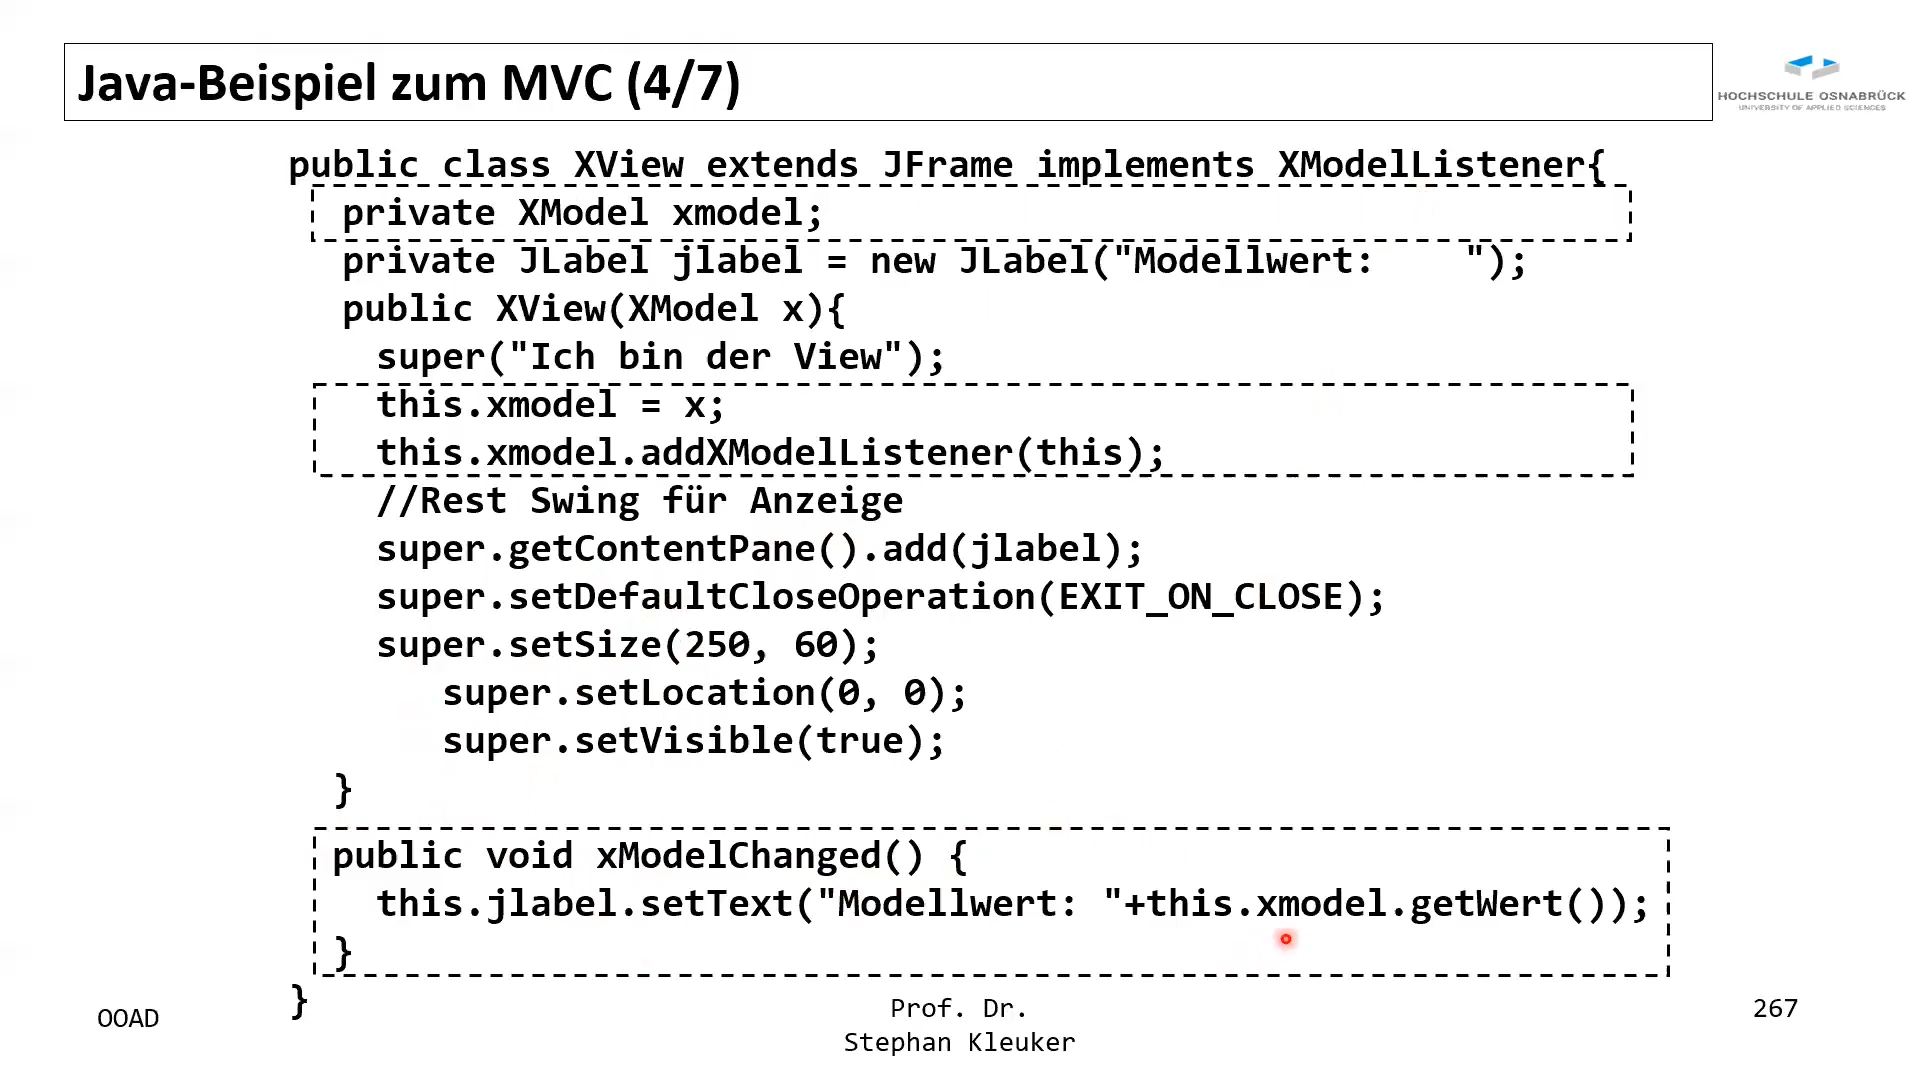 Java-Beispiel zum MVC (4/7)
HOCHSCHULE OSNABRÜCK
UNIVERSITY OF APPLIED SCIENCES
public class XView extends JFrame implements XModelListener{
private XModel xmodel;
private JLabel jlabel = new JLabel("Modellwert:    ");
public XView(XModel x){
super("Ich bin der View");
this.xmodel = x;
this.xmodel.addXModelListener(this);
//Rest Swing für Anzeige
super.getContentPane().add(jlabel);
super.setDefaultCloseOperation(EXIT_ON_CLOSE);
super.setSize(250, 60);
super.setLocation(0, 0);
super.setVisible(true);
}
public void xModelChanged() {
this.jlabel.setText("Modellwert: "+this.xmodel.getWert());
}
}
OOAD
Prof. Dr.
Stephan Kleuker
267